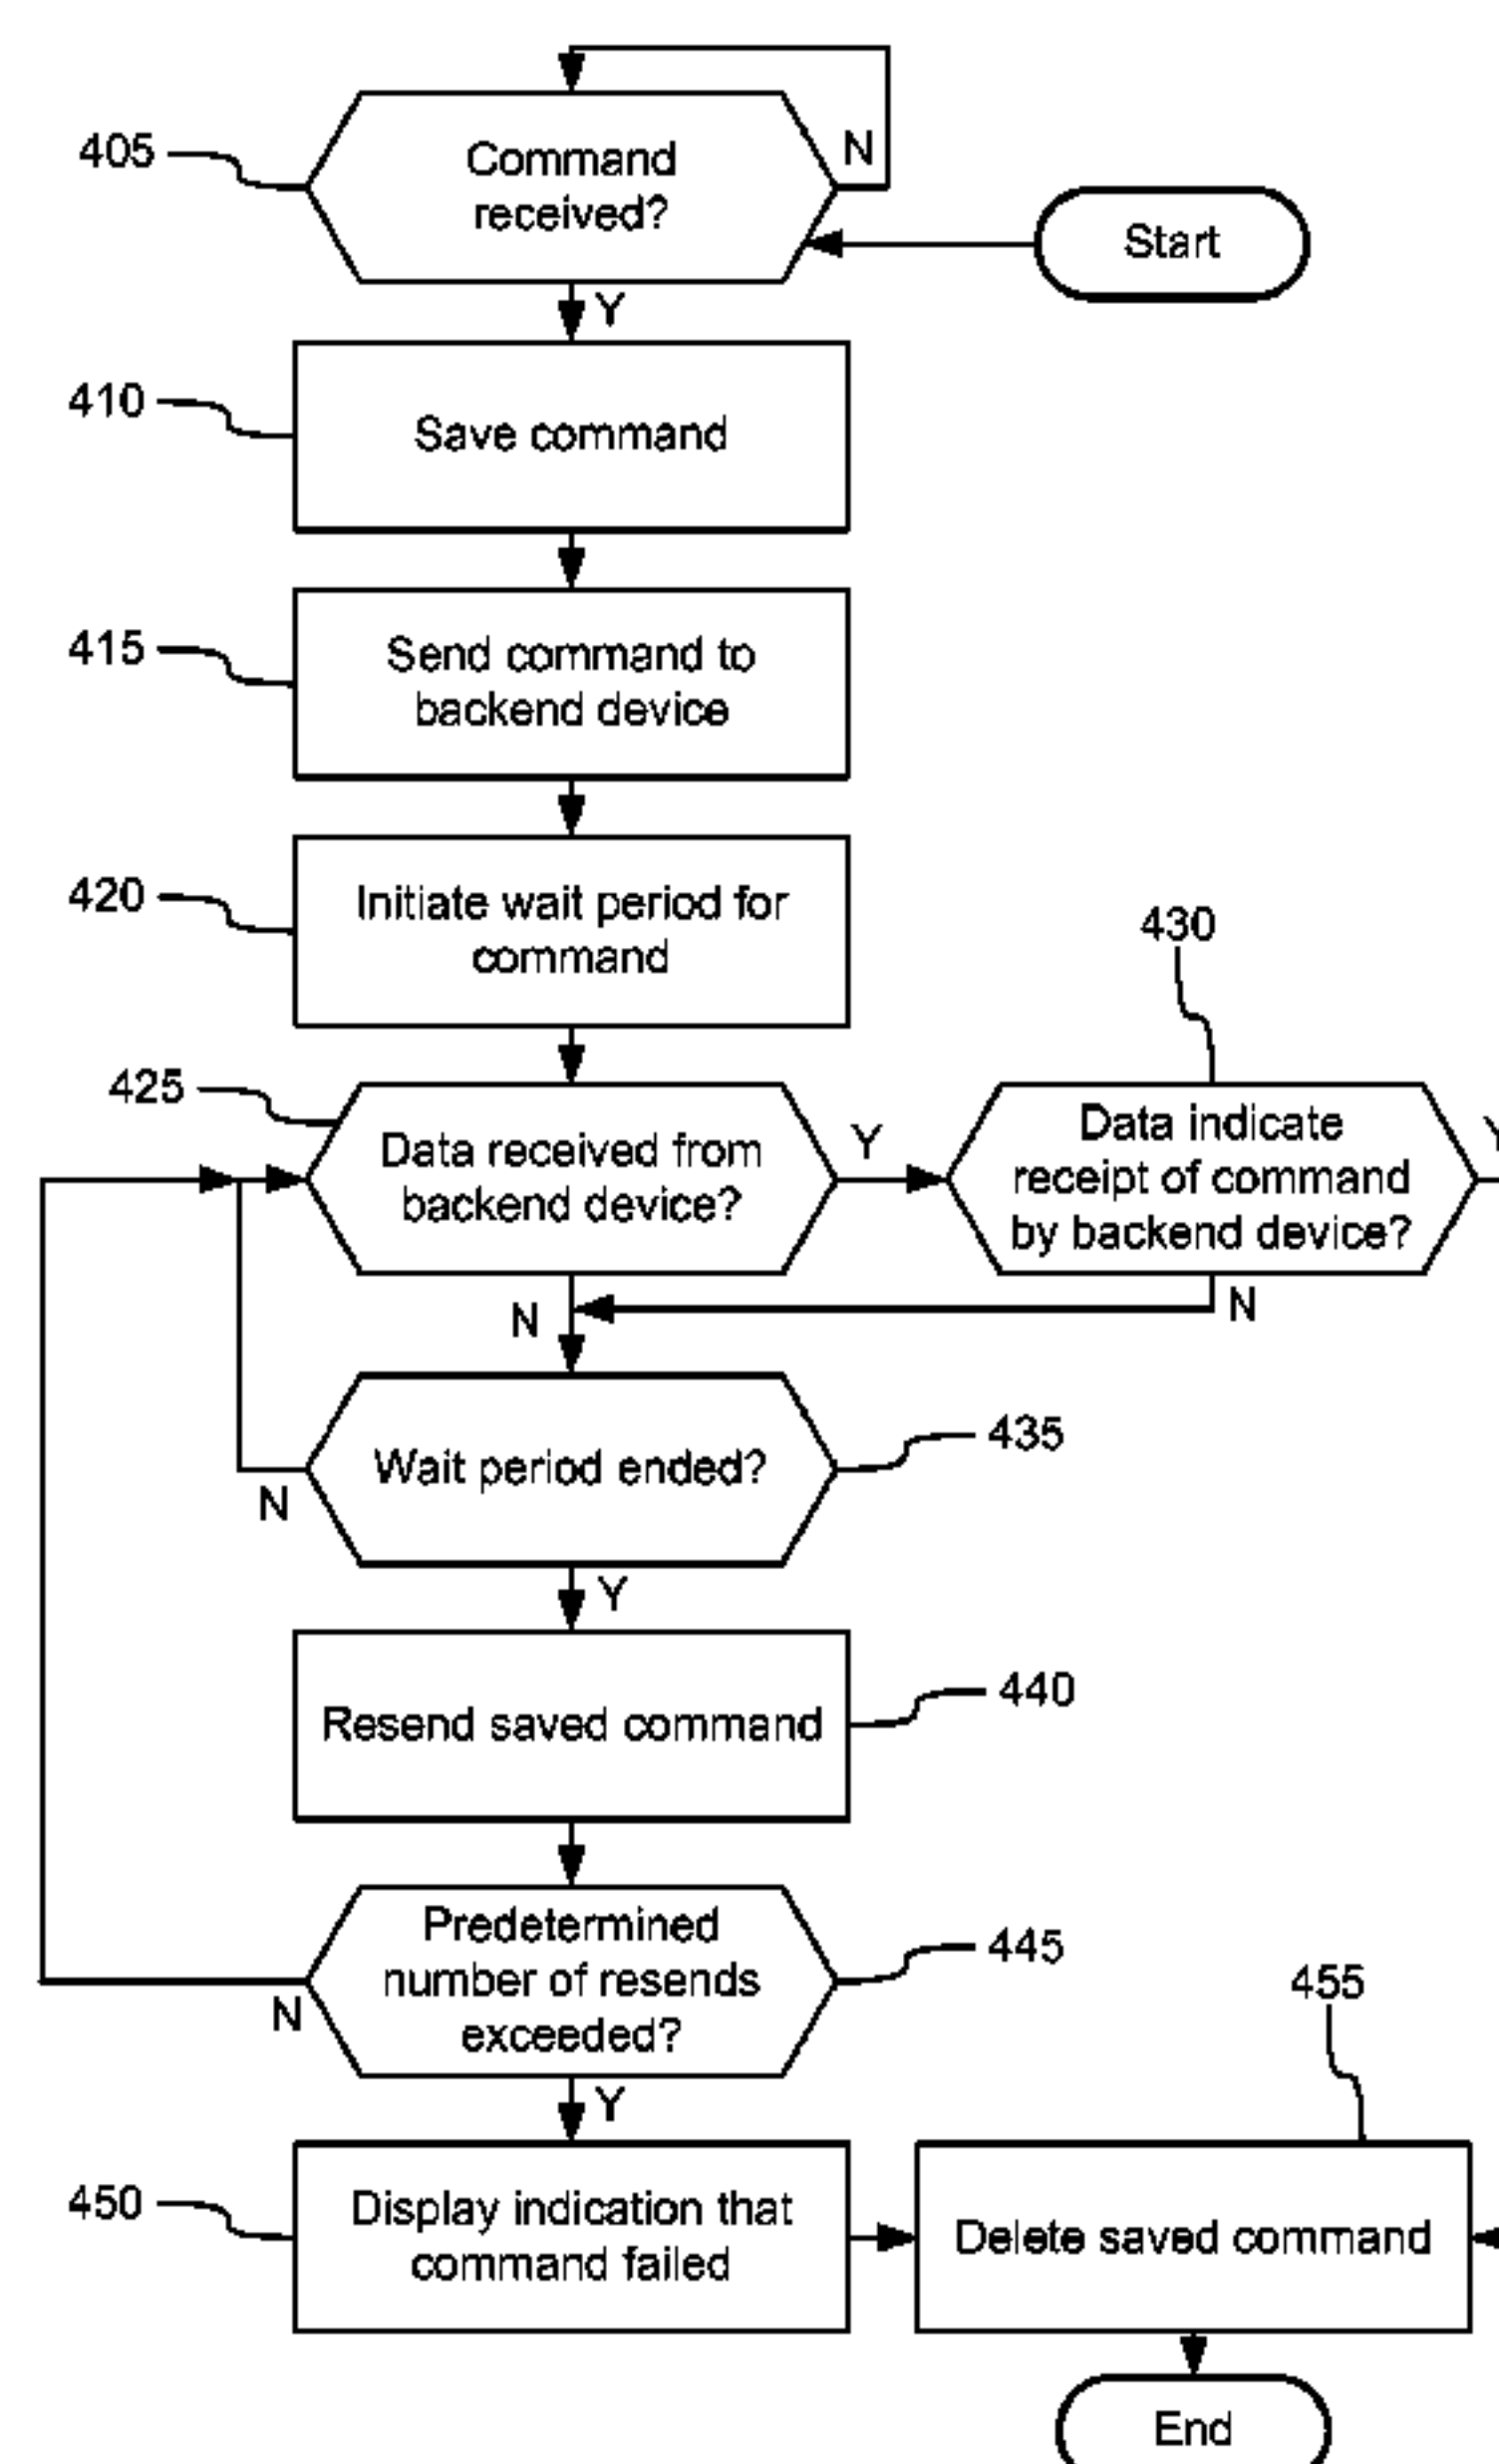 405
Command
received?
N
Start
Y
410
Save command
415
Send command to
backend device
420
Initiate wait period for
command
430
425
Data received from
backend device?
Y
Data indicate
receipt of command
by backend device?
Y
N
N
Wait period ended?
435
N
Y
Resend saved command
440
Predetermined
number of resends
exceeded?
445
N
455
Y
450
Display indication that
command failed
Delete saved command
End